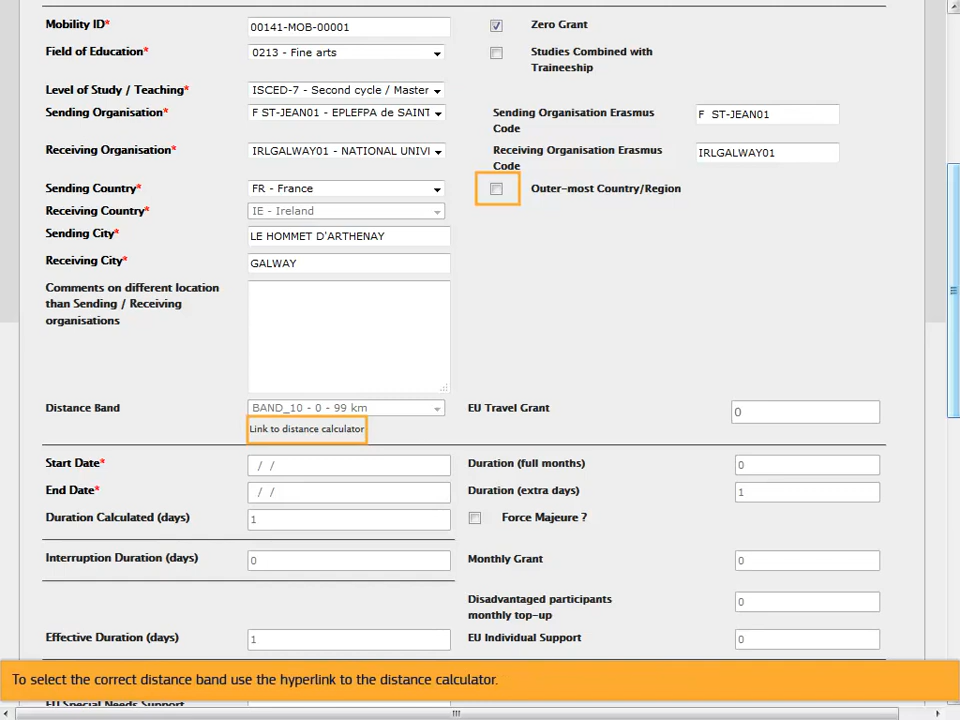 Mobility ID* 00141-MOB-00001 Zero Grant
Field of Education* 0213 - Fine arts Studies Combined with
Traineeship
Level of Study / Teaching* ISCED-7 - Second cycle / Master
Sending Organisation* F ST-JEAN01 - EPLEFPA de SAINT Sending Organisation Erasmus
Code F ST-JEAN01
Receiving Organisation* IRLGALWAY01 - NATIONAL UNIVI Receiving Organisation Erasmus
Code IRLGALWAY01
Sending Country* FR - France Outer-most Country/Region
Receiving Country* IE - Ireland
Sending City* LE HOMMET D'ARTHENAY
Receiving City* GALWAY
Comments on different location
than Sending / Receiving
organisations
Distance Band BAND_10 - 0 - 99 km EU Travel Grant 0
Link to distance calculator
Start Date* / / Duration (full months) 0
End Date* / / Duration (extra days) 1
Duration Calculated (days) 1 Force Majeure ?
Interruption Duration (days) 0 Monthly Grant 0
Disadvantaged participants
monthly top-up 0
Effective Duration (days) 1 EU Individual Support 0
To select the correct distance band use the hyperlink to the distance calculator.
EU Special Needs Support